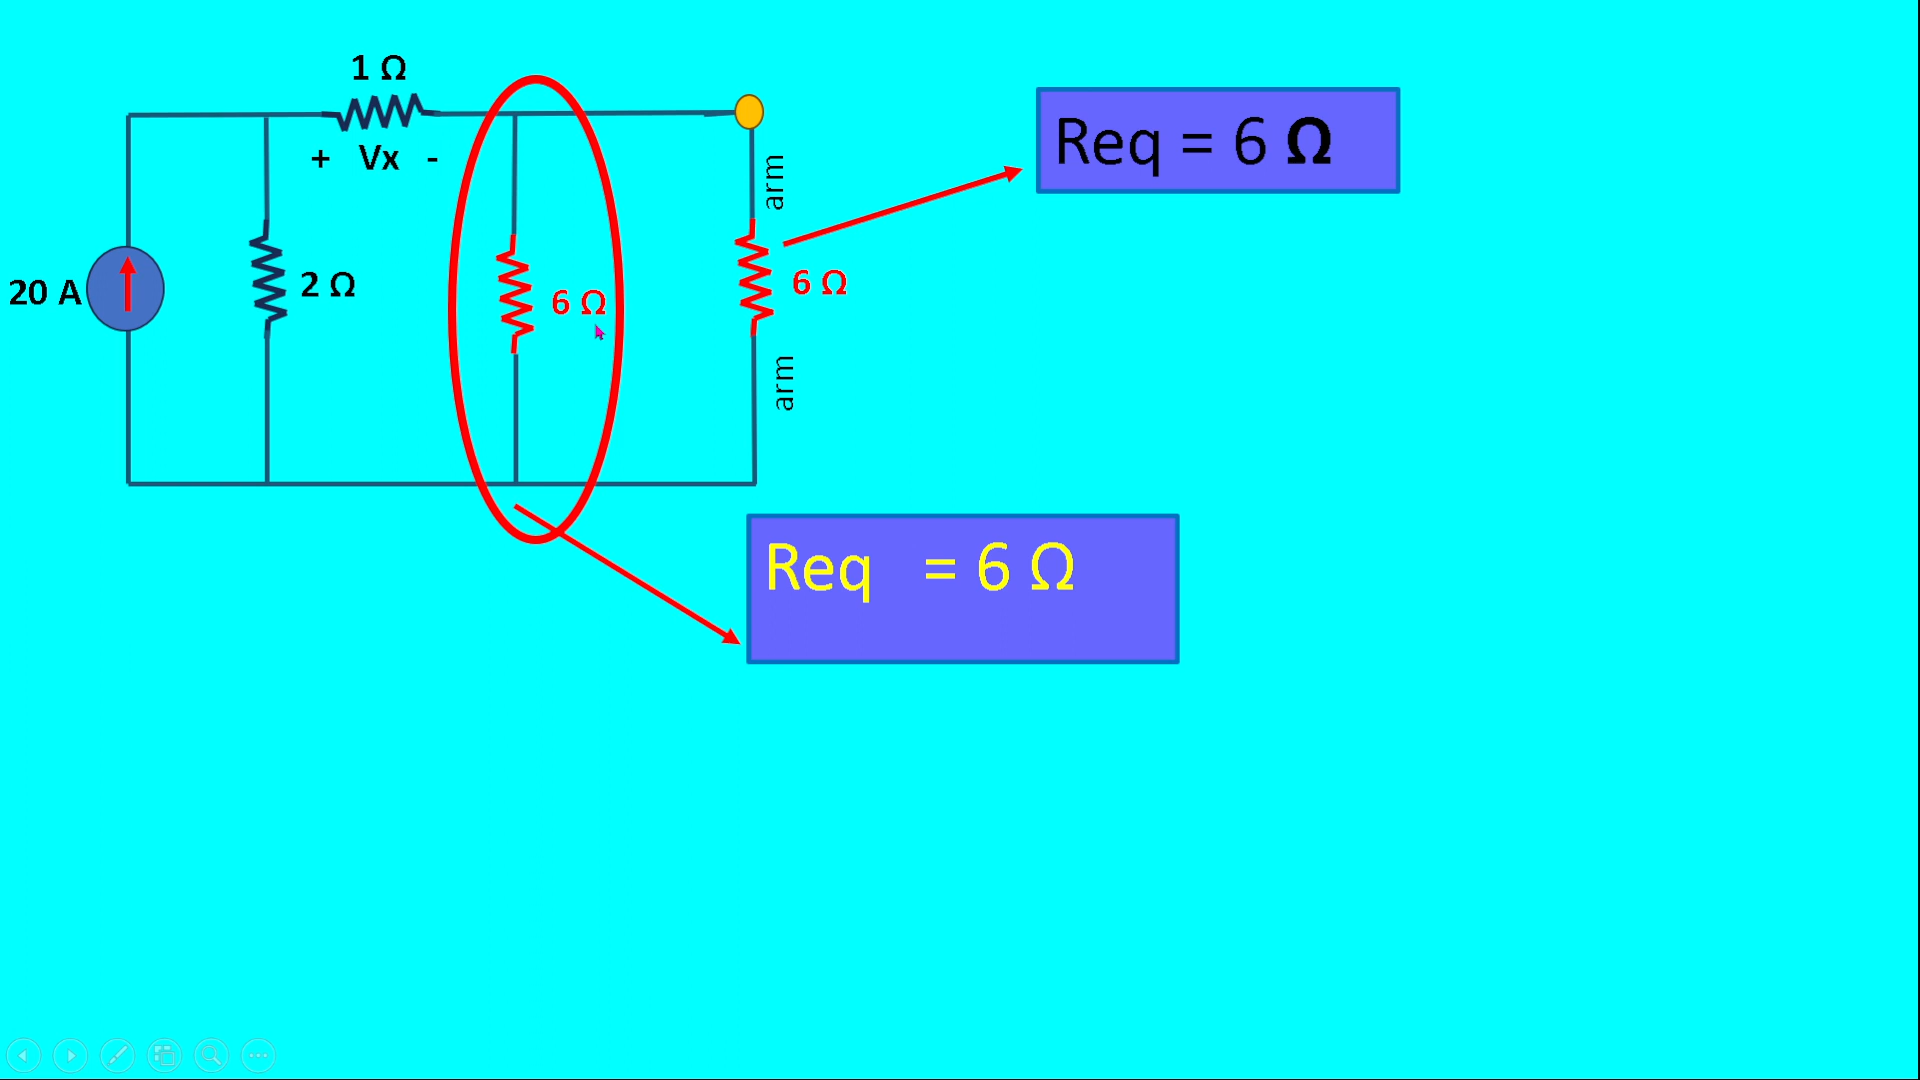 1 Ω
+ Vx -
20 A
2 Ω
6 Ω
arm
6 Ω
arm
Req = 6 Ω
Req = 6 Ω